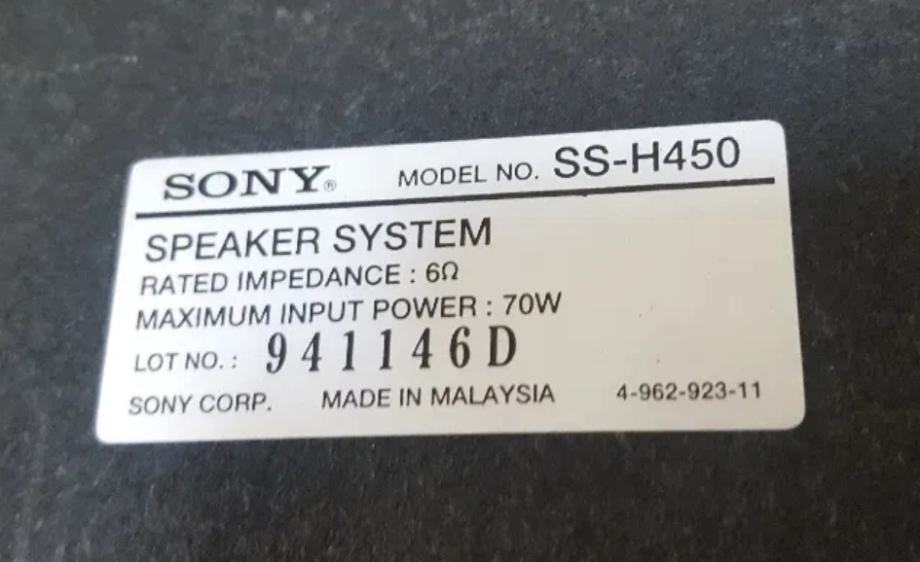 SONY® MODEL NO. SS-H450
SPEAKER SYSTEM
RATED IMPEDANCE : 6Ω
MAXIMUM INPUT POWER : 70W
LOT NO. : 941146D
SONY CORP. MADE IN MALAYSIA 4-962-923-11